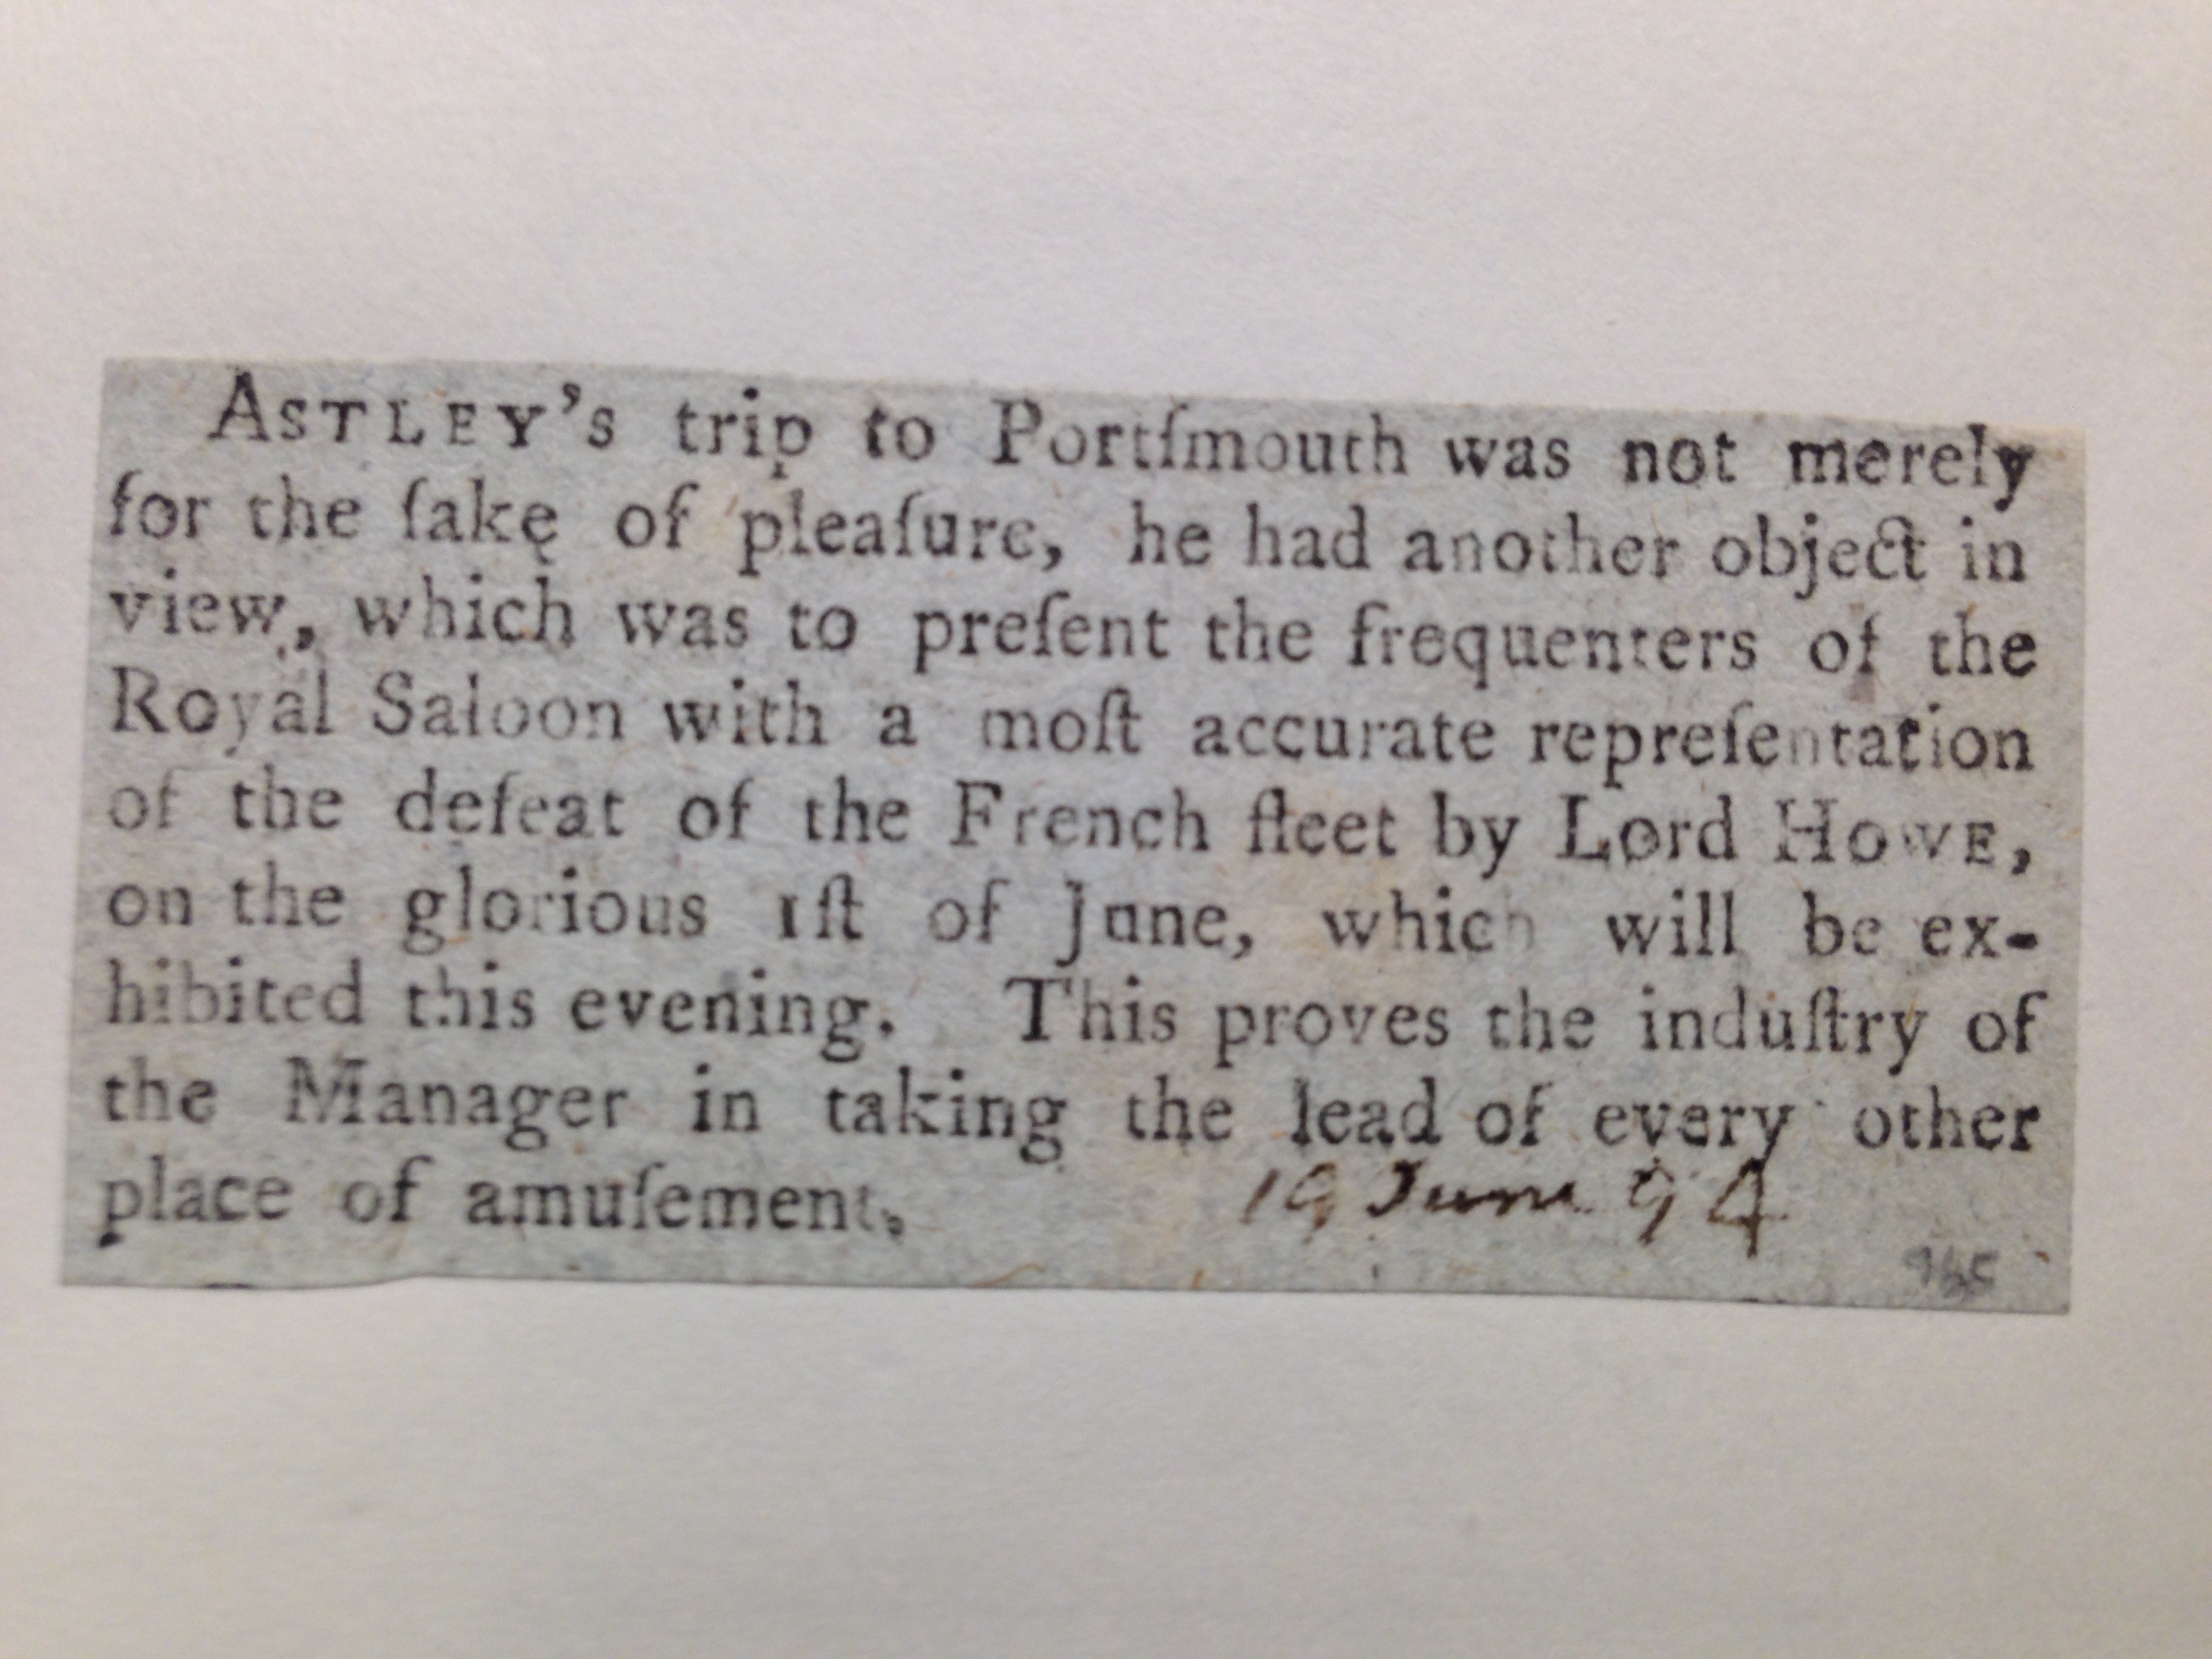 ASTLEY's trip to Portſmouth was not merely
for the ſake of pleaſure, he had another object in
view, which was to preſent the frequenters of the
Royal Saloon with a moſt accurate repreſentation
of the defeat of the French fleet by Lord HOWE,
on the glorious 1ſt of June, which will be ex-
hibited this evening. This proves the induſtry of
the Manager in taking the lead of every other
place of amuſement.
19 June 94